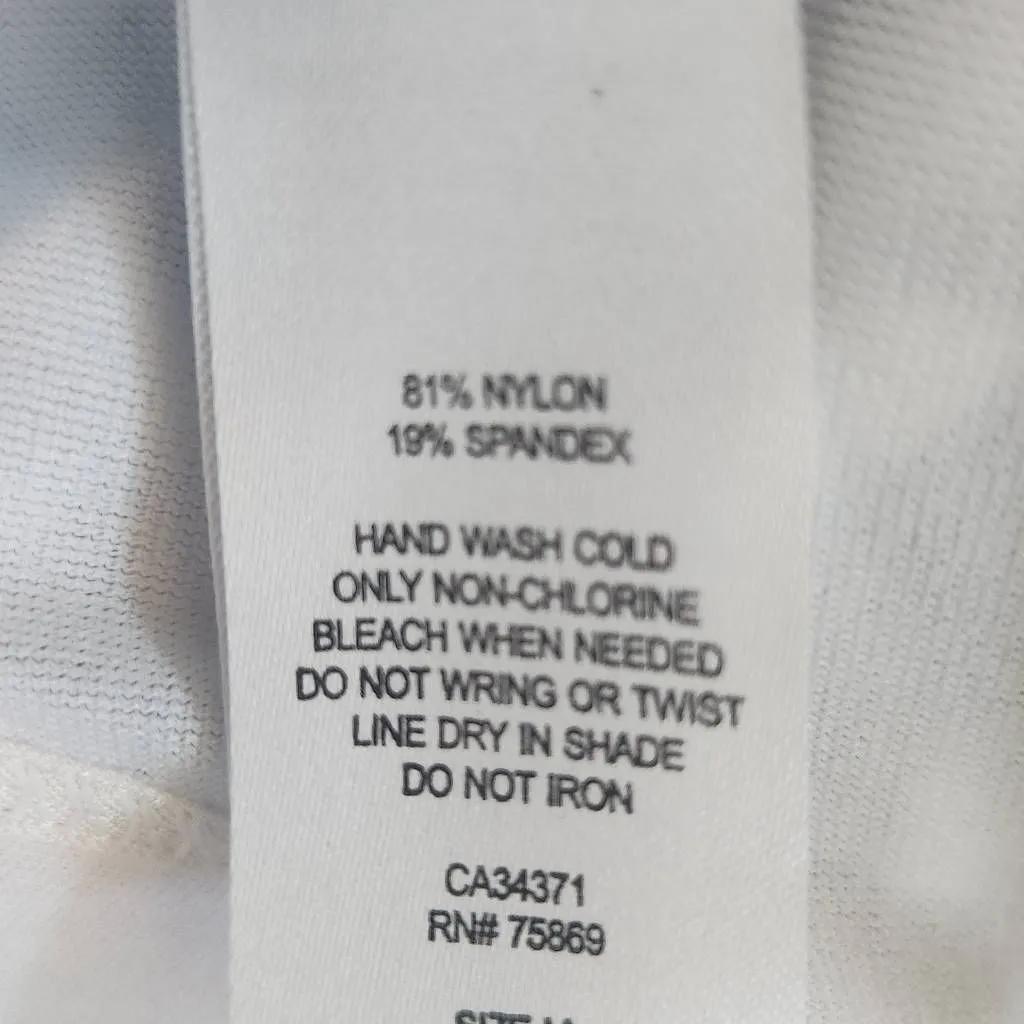 81% NYLON
19% SPANDEX
HAND WASH COLD
ONLY NON-CHLORINE
BLEACH WHEN NEEDED
DO NOT WRING OR TWIST
LINE DRY IN SHADE
DO NOT IRON
CA34371
RN# 75869
SIZE